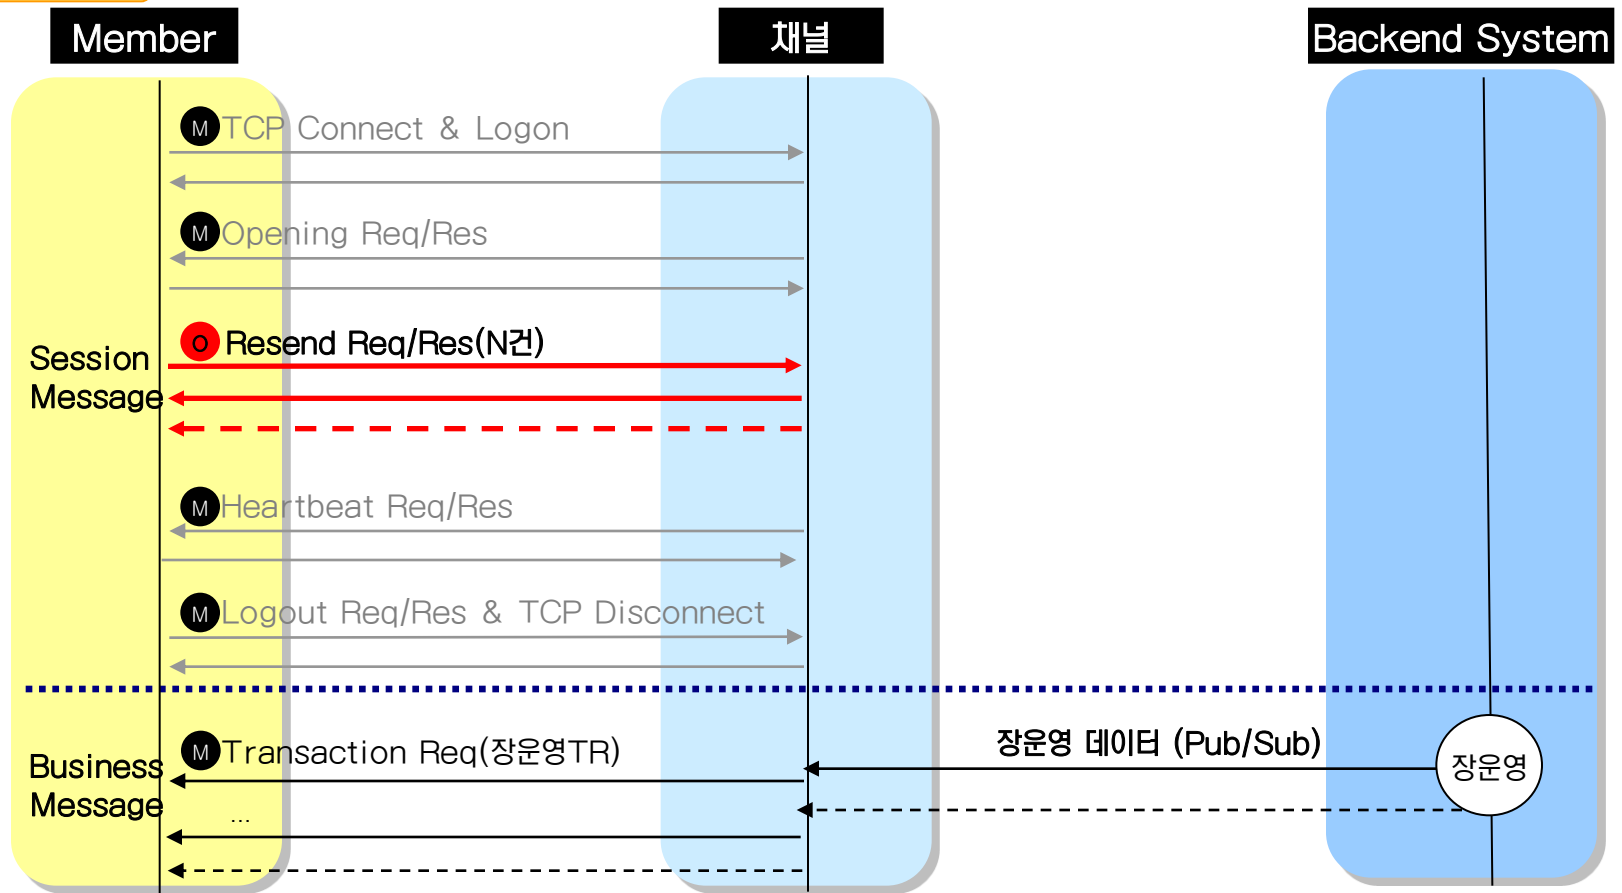 Member
채널
Backend System
M TCP Connect & Logon
M Opening Req/Res
O Resend Req/Res(N건)
Session
Message
M Heartbeat Req/Res
M Logout Req/Res & TCP Disconnect
M Transaction Req(장운영TR)
장운영 데이터 (Pub/Sub)
장운영
Business
Message
...